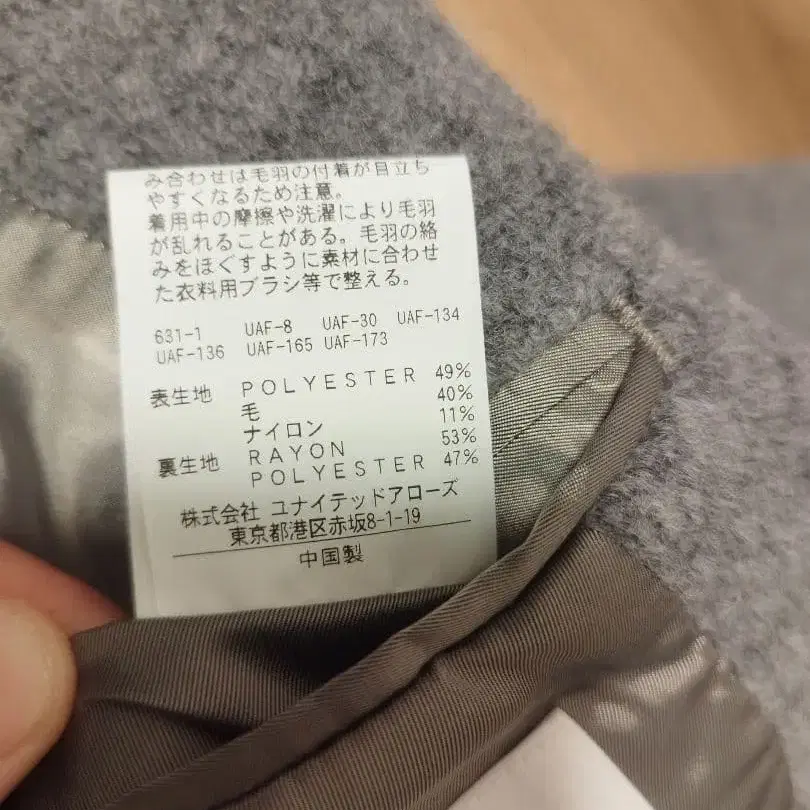 み合わせは毛羽の付着が目立ち
やすくなるため注意。
着用中の摩擦や洗濯により毛羽
が乱れることがある。毛羽の絡
みをほぐすように素材に合わせ
た衣料用ブラシ等で整える。
631-1 UAF-8 UAF-30 UAF-134
UAF-136 UAF-165 UAF-173
表生地 POLYESTER 49%
毛 40%
ナイロン 11%
裏生地 RAYON 53%
POLYESTER 47%
株式会社 ユナイテッドアローズ
東京都港区赤坂8-1-19
中国製